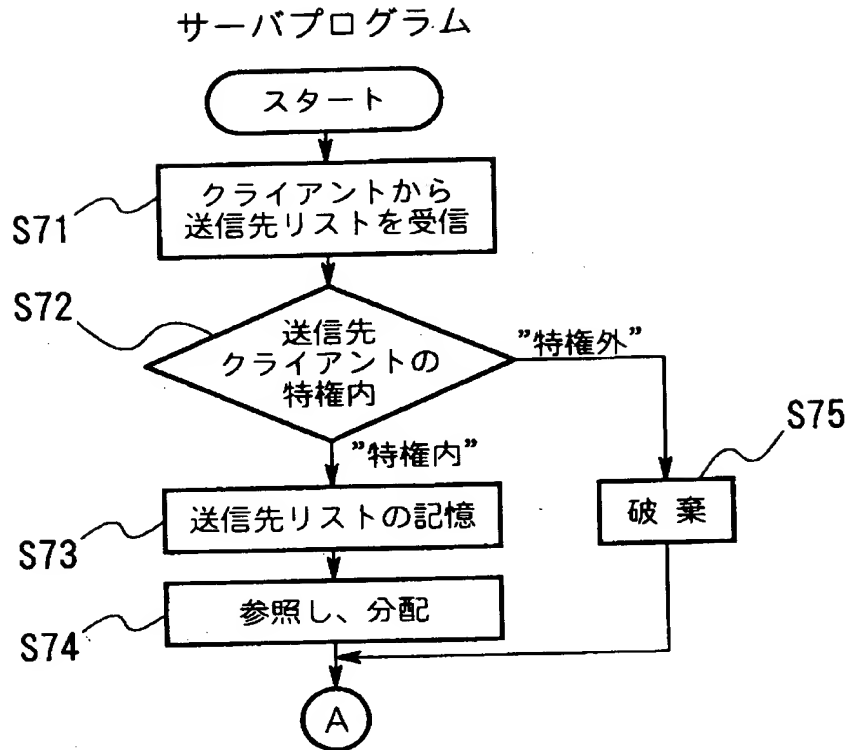 サーバプログラム
スタート
クライアントから
送信先リストを受信
S71
S72
送信先
クライアントの
特権内
”特権外”
S75
”特権内”
送信先リストの記憶
破 棄
S73
参照し、分配
S74
A